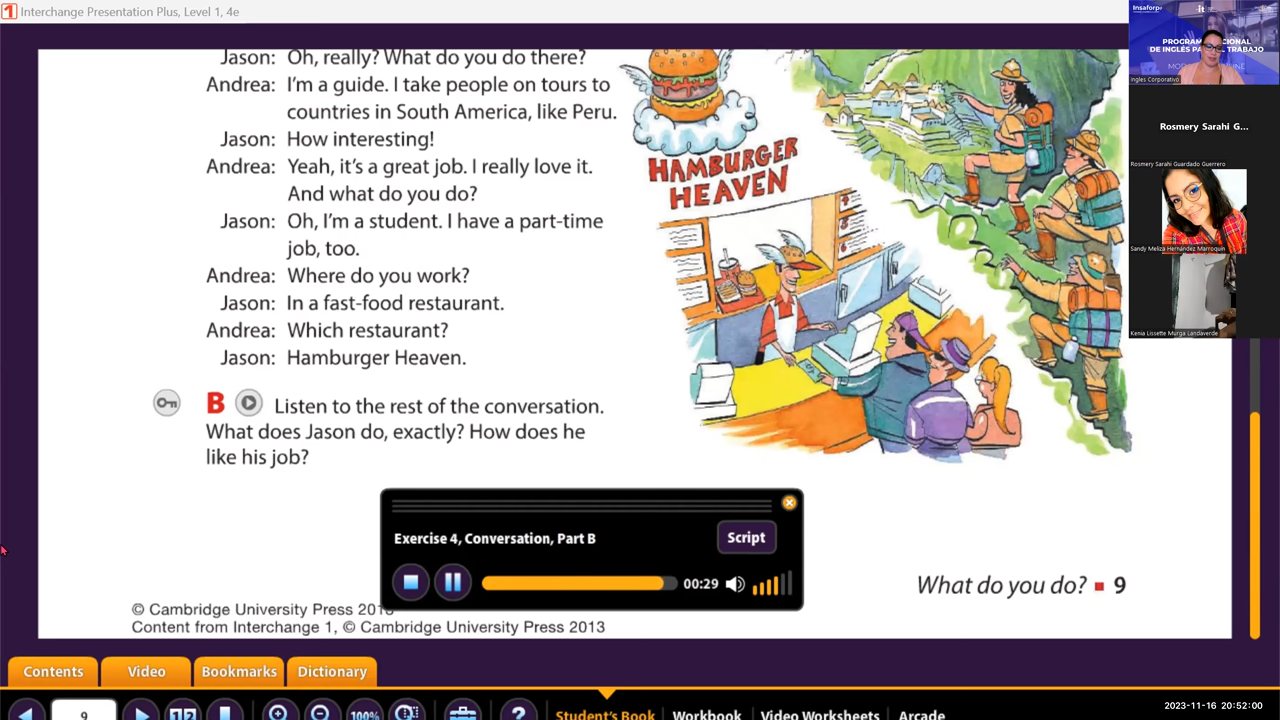 Interchange Presentation Plus, Level 1, 4e
Jason: Oh, really? What do you do there?
Andrea: I'm a guide. I take people on tours to
countries in South America, like Peru.
Jason: How interesting!
Andrea: Yeah, it's a great job. I really love it.
And what do you do?
Jason: Oh, I'm a student. I have a part-time
job, too.
Andrea: Where do you work?
Jason: In a fast-food restaurant.
Andrea: Which restaurant?
Jason: Hamburger Heaven.
HAMBURGER
HEAVEN
B Listen to the rest of the conversation.
What does Jason do, exactly? How does he
like his job?
Exercise 4, Conversation, Part B
Script
00:29
What do you do? ■ 9
© Cambridge University Press 201
Content from Interchange 1, © Cambridge University Press 2013
Contents
Video
Bookmarks
Dictionary
9
100%
?
Student's Book
Workbook
Video Worksheets
Arcade
Insaforp
Ingles Corporativo
Rosmery Sarahi G...
Rosmery Sarahi Guardado Guerrero
Sandy Meliza Hernández Marroquin
Kenia Lissette Murga Landaverde
2023-11-16 20:52:00